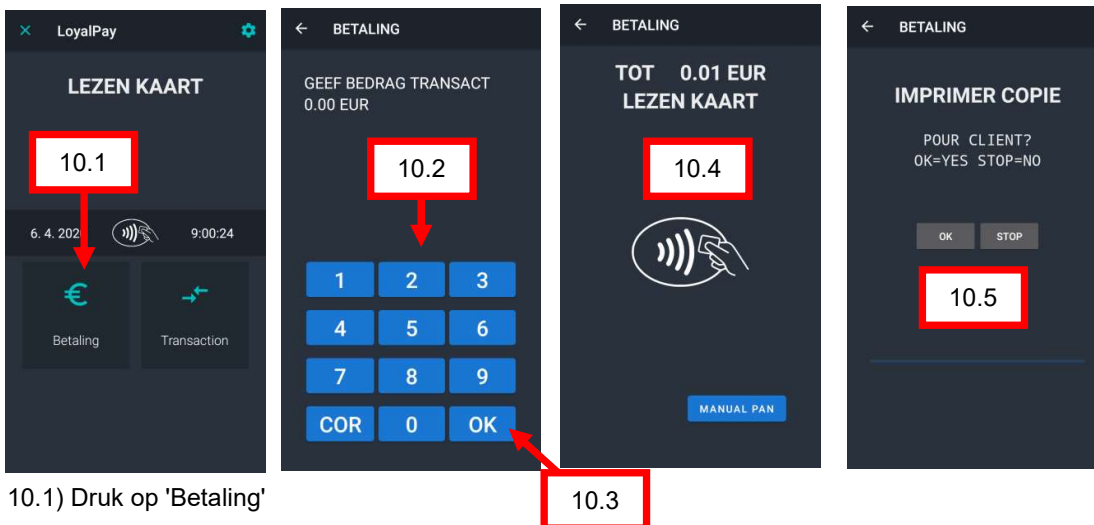 LoyalPay
LEZEN KAART
10.1
6. 4. 202
9:00:24
€
Betaling
Transaction
BETALING
GEEF BEDRAG TRANSACT
0.00 EUR
10.2
1 2 3
4 5 6
7 8 9
COR 0 OK
10.3
BETALING
TOT 0.01 EUR
LEZEN KAART
10.4
MANUAL PAN
BETALING
IMPRIMER COPIE
POUR CLIENT?
OK=YES STOP=NO
OK STOP
10.5
10.1) Druk op 'Betaling'